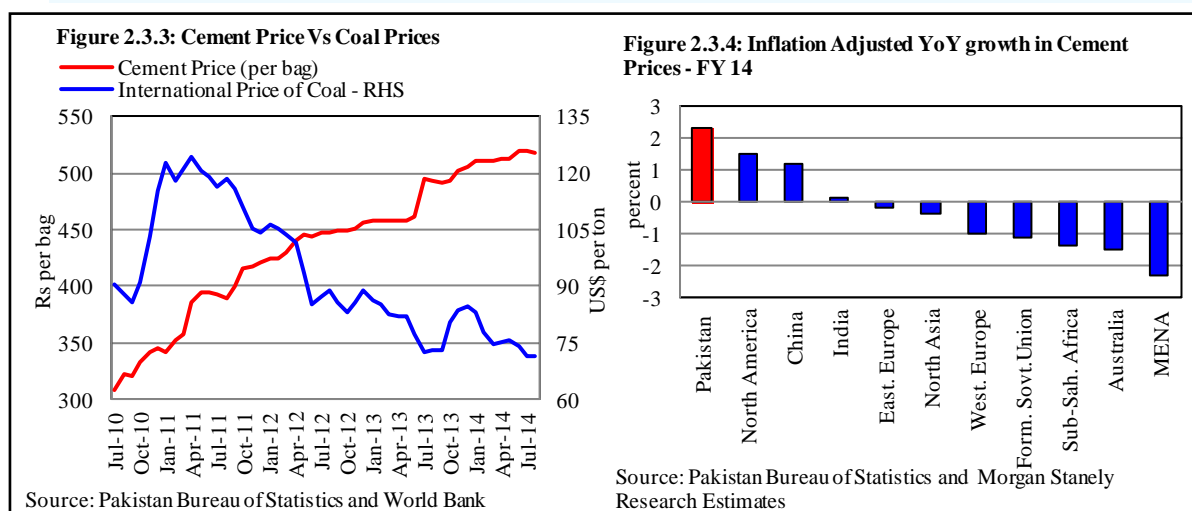 Figure 2.3.3: Cement Price Vs Coal Prices
Cement Price (per bag)
International Price of Coal - RHS
550
500
450
400
350
300
Rs per bag
135
120
105
90
75
60
US$ per ton
Jul-10
Oct-10
Jan-11
Apr-11
Jul-11
Oct-11
Jan-12
Apr-12
Jul-12
Oct-12
Jan-13
Apr-13
Jul-13
Oct-13
Jan-14
Apr-14
Jul-14
Source: Pakistan Bureau of Statistics and World Bank
Figure 2.3.4: Inflation Adjusted YoY growth in Cement
Prices - FY 14
3
2
1
0
-1
-2
-3
percent
Pakistan
North America
China
India
East. Europe
North Asia
West. Europe
Form. Sovt.Union
Sub-Sah. Africa
Australia
MENA
Source: Pakistan Bureau of Statistics and Morgan Stanely
Research Estimates